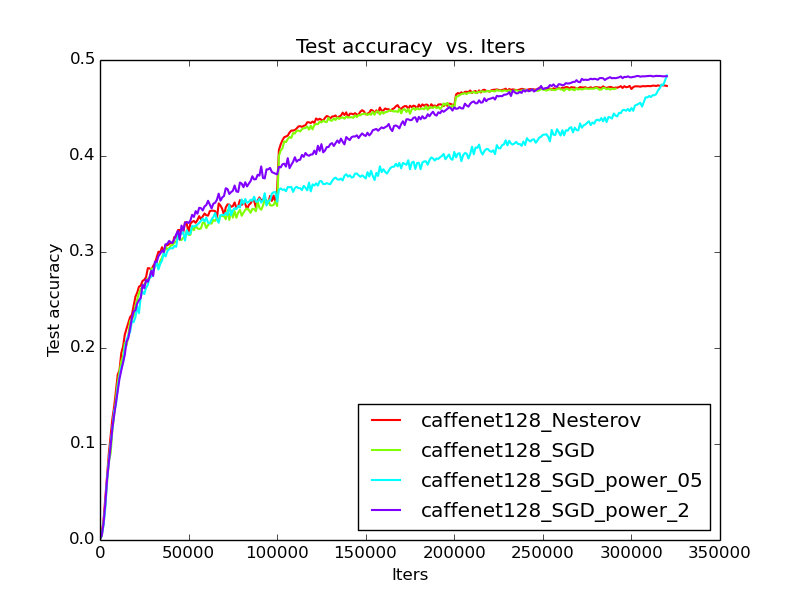 Test accuracy  vs. Iters
0.5
0.4
0.3
0.2
0.1
0.0
Test accuracy
0 50000 100000 150000 200000 250000 300000 350000
Iters
caffenet128_Nesterov
caffenet128_SGD
caffenet128_SGD_power_05
caffenet128_SGD_power_2